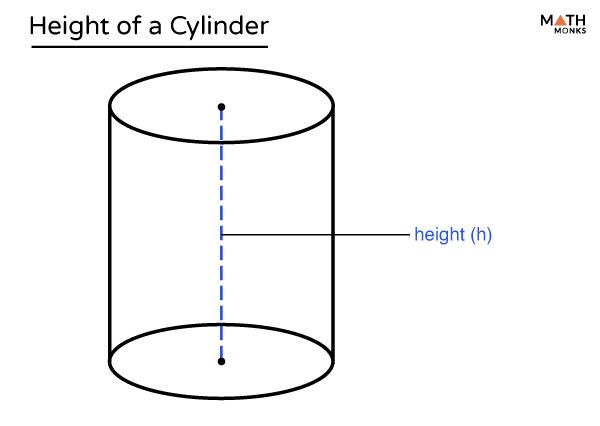 Height of a Cylinder
MATH
MONKS
height (h)